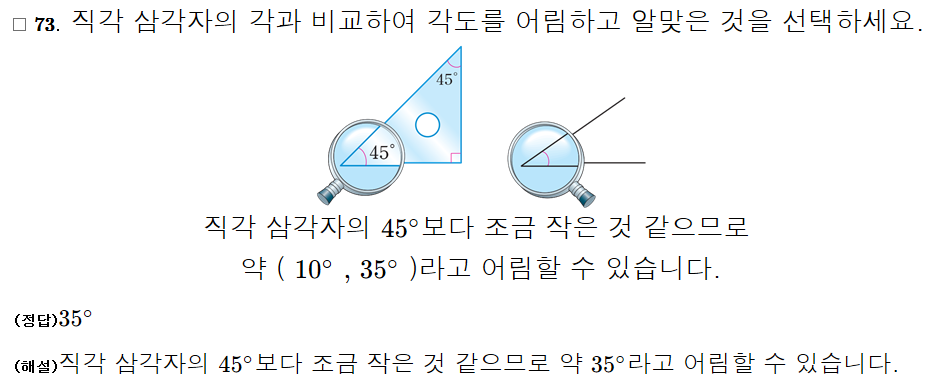 □ 73. 직각 삼각자의 각과 비교하여 각도를 어림하고 알맞은 것을 선택하세요.
45°
45°
직각 삼각자의 45°보다 조금 작은 것 같으므로
약 ( 10° , 35° )라고 어림할 수 있습니다.
(정답)35°
(해설)직각 삼각자의 45°보다 조금 작은 것 같으므로 약 35°라고 어림할 수 있습니다.